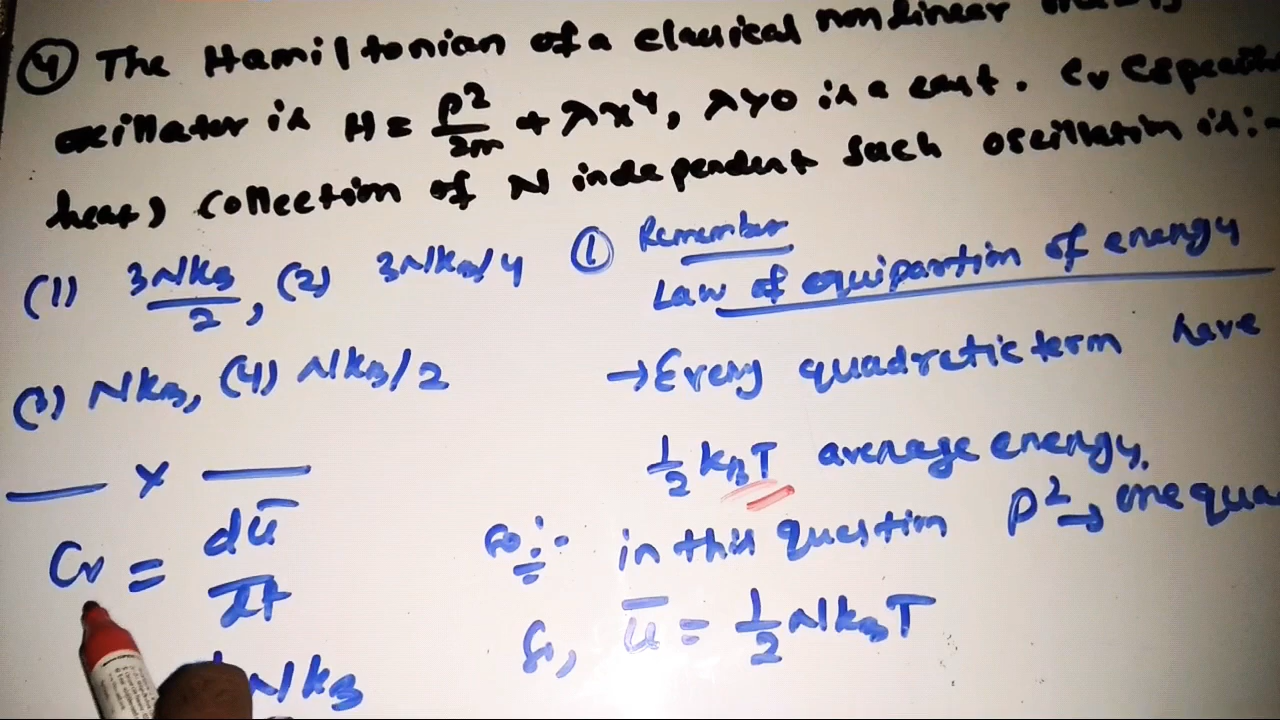 (4) The Hamiltonian of a classical nonlinear
oscillator is H = p²/2m + λx⁴, λ>0 is a const. Cv (specific
heat) collection of N independent such oscillation is:-
(1) 3NkB/2, (2) 3NkB/4
(3) NkB, (4) NkB/2
① Remember
Law of equipartion of energy
→ Every quadretic term have
1/2 kBT average energy.
So:- in this question p² → one qua
So, ū = 1/2 NkBT
×
Cv = dū/dt
NkB